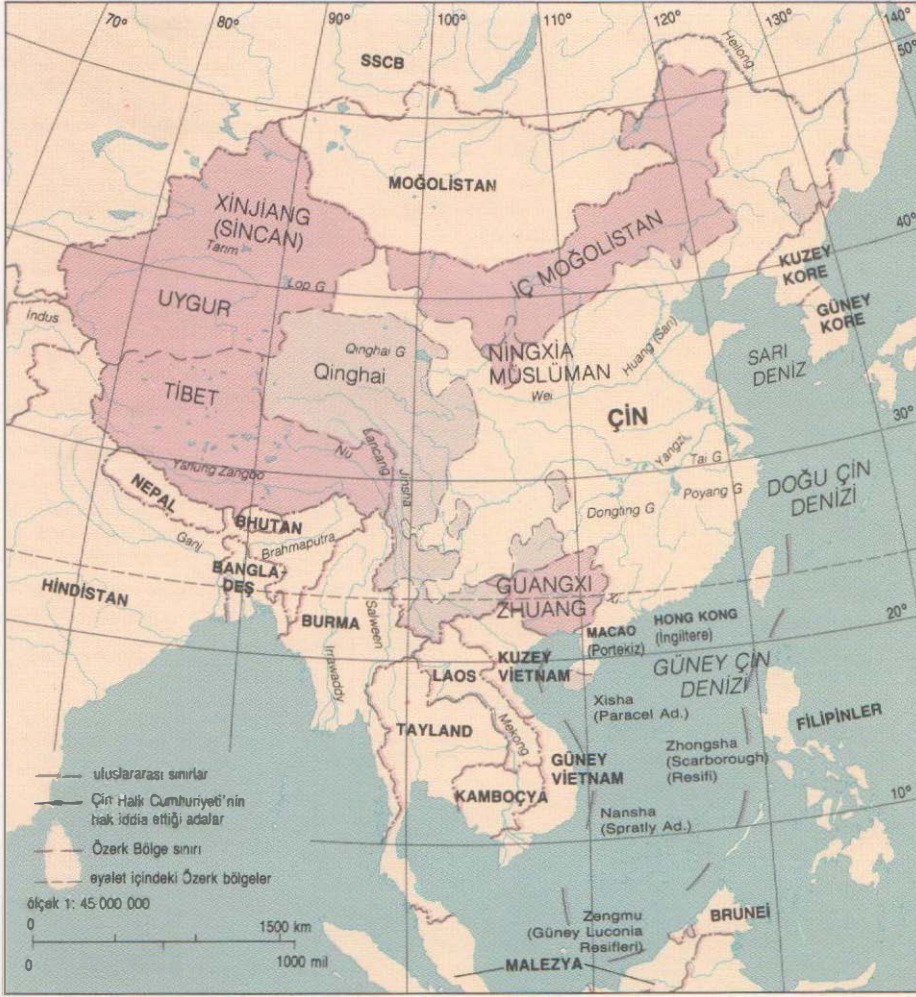 70°
80°
90°
100°
110°
120°
130°
140°
50°
SSCB
Heilong
MOĞOLİSTAN
XİNJİANG
(SİNCAN)
Tarım
40°
İÇ MOĞOLİSTAN
KUZEY
KORE
Lop G
UYGUR
GÜNEY
KORE
İndus
Qinghai G
NİNGXİA
MÜSLÜMAN
Huang (Sarı)
SARI
DENİZ
Qinghai
Wei
TİBET
ÇİN
30°
Nu
Lancang
Jinsha
Yangzi
Tai G
Yarlung Zangbo
DOĞU ÇİN
DENİZİ
Poyang G
NEPAL
Dongting G
BHUTAN
Ganj
Brahmaputra
BANGLA-
DEŞ
GUANGXI
ZHUANG
HİNDİSTAN
BURMA
Salween
20°
MACAO
(Portekiz)
HONG KONG
(İngiltere)
KUZEY
VİETNAM
Irrawaddy
LAOS
GÜNEY ÇİN
DENİZİ
Xisha
(Paracel Ad.)
TAYLAND
Mekong
FİLİPİNLER
Zhongsha
(Scarborough)
(Resifi)
GÜNEY
VİETNAM
KAMBOÇYA
10°
Nansha
(Spratly Ad.)
uluslararası sınırlar
Çin Halk Cumhuriyeti'nin
hak iddia ettiği adalar
Özerk Bölge sınırı
eyalet içindeki Özerk bölgeler
ölçek 1: 45 000 000
0 1500 km
0 1000 mil
Zengmu
(Güney Luconia
Resifleri)
BRUNEİ
MALEZYA